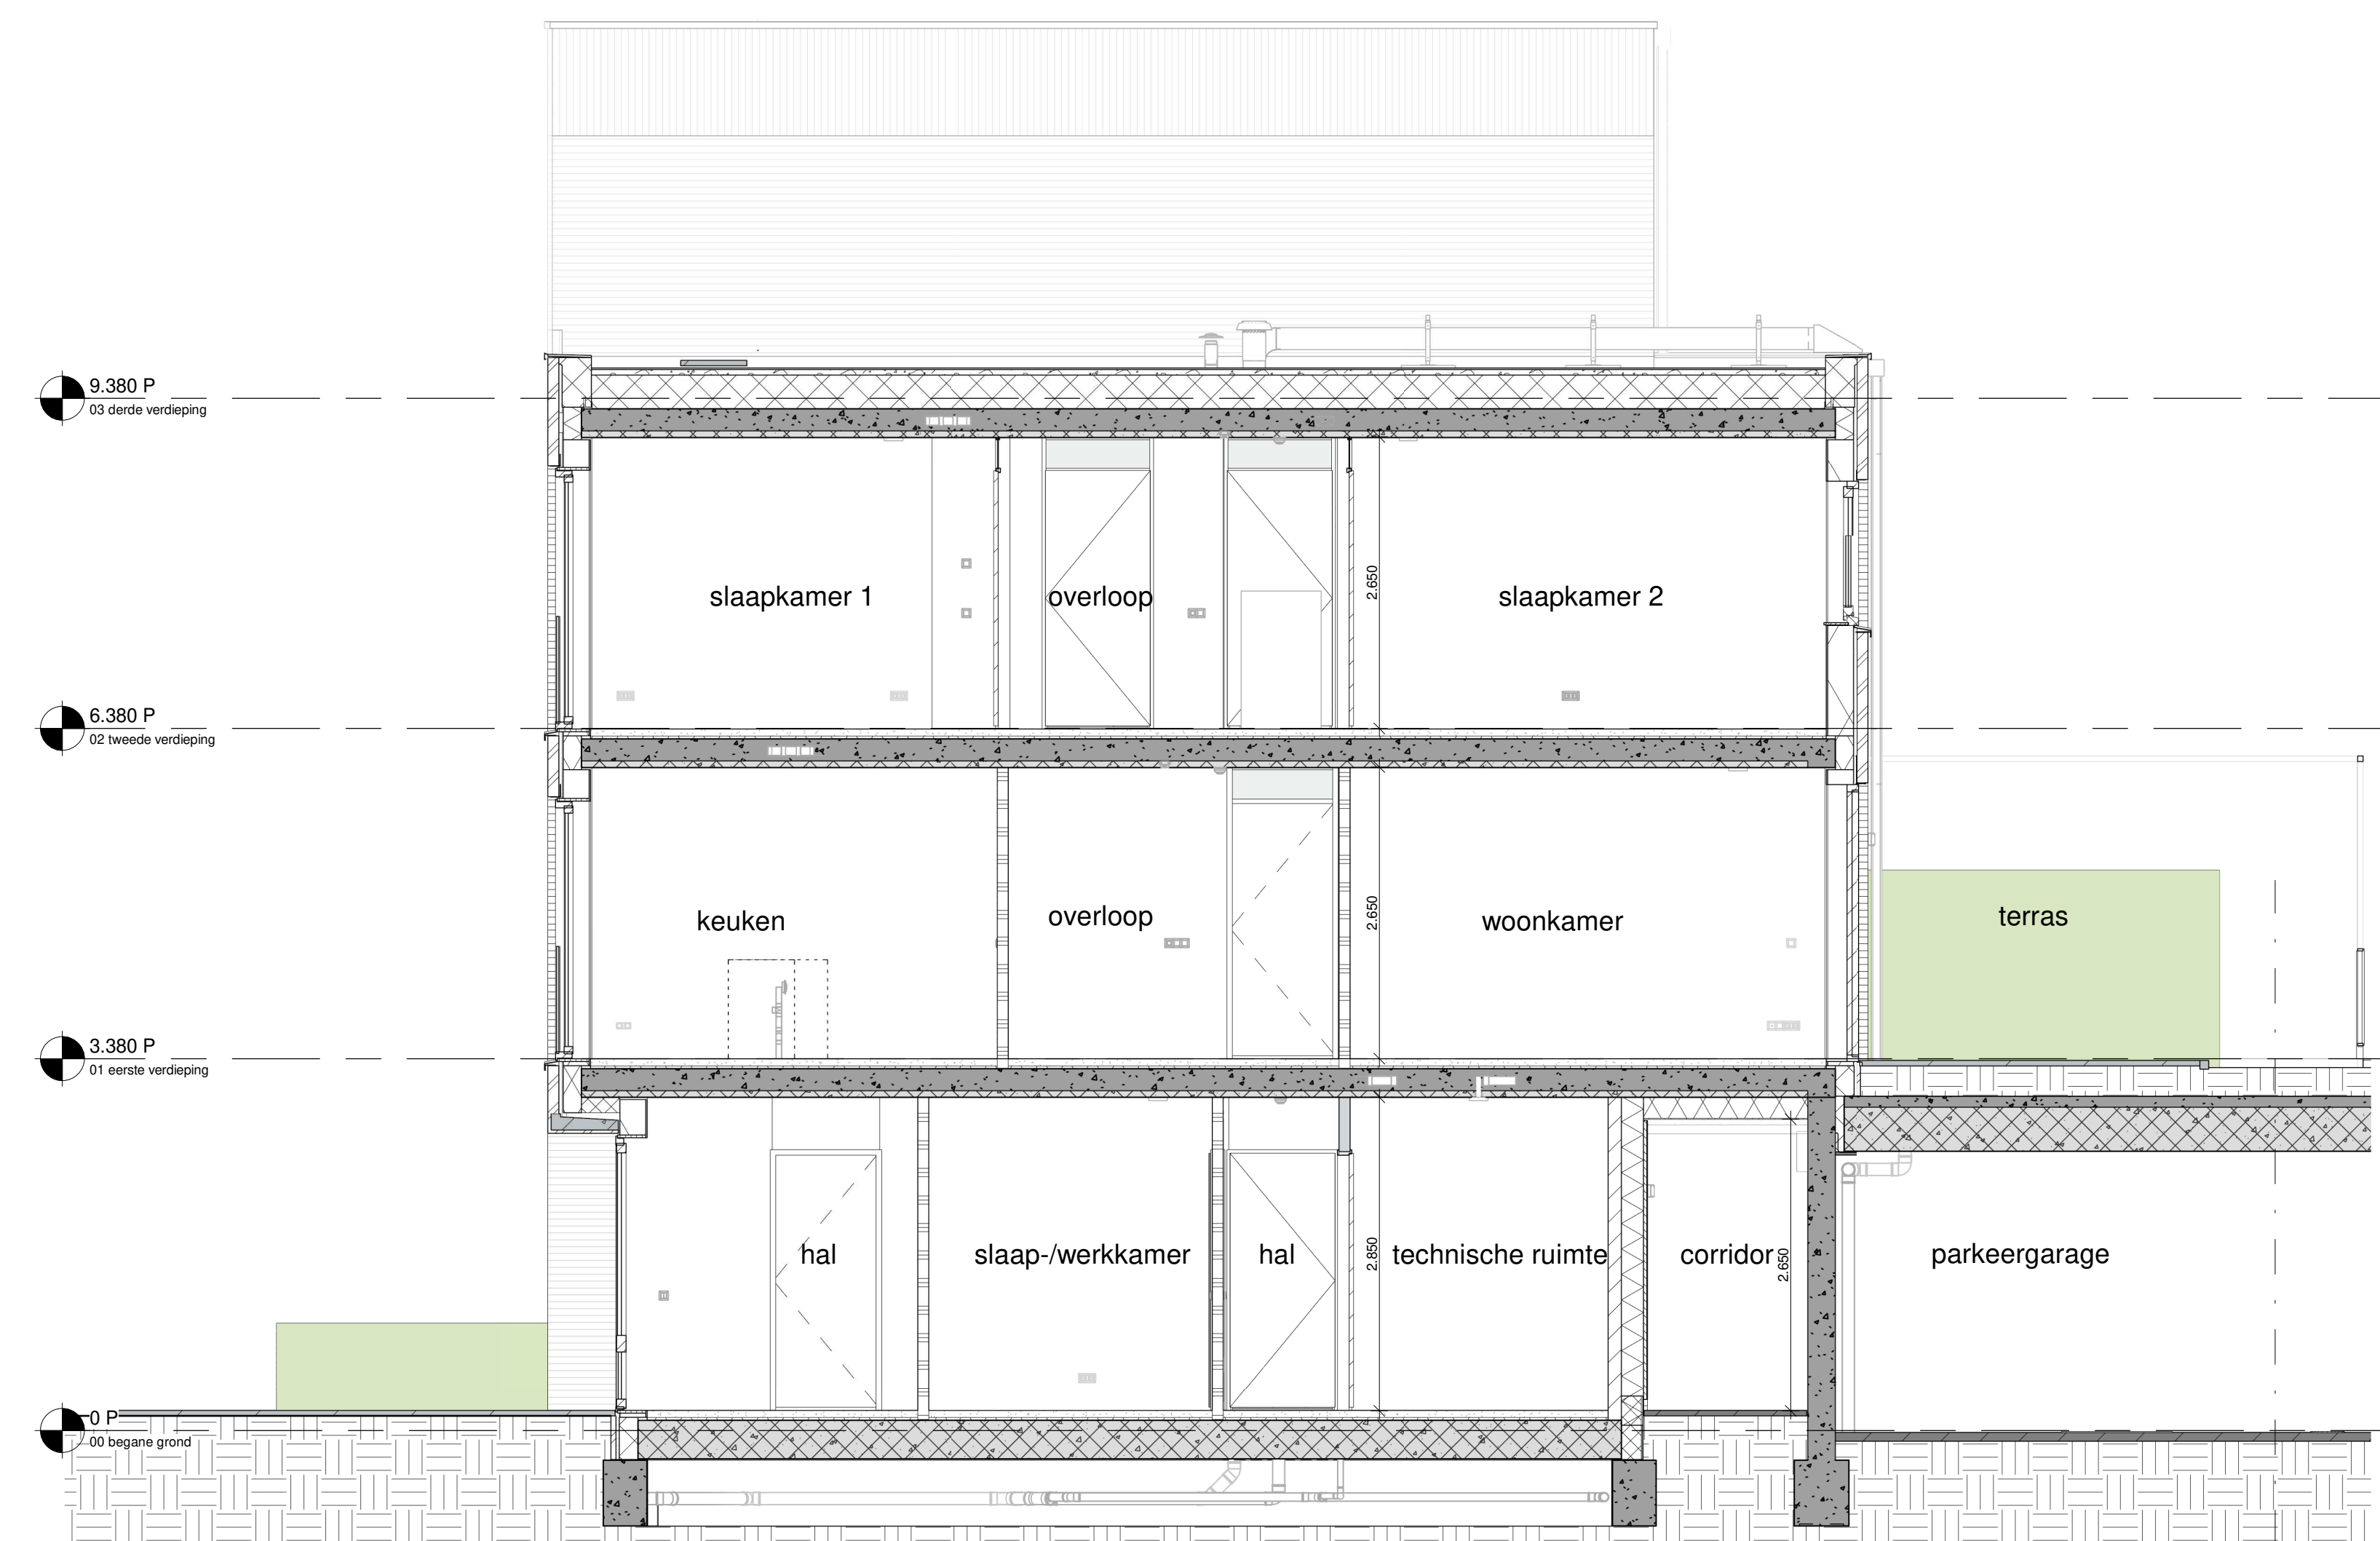 9.380 P
03 derde verdieping
slaapkamer 1
overloop
2.650
slaapkamer 2
6.380 P
02 tweede verdieping
keuken
overloop
2.650
woonkamer
terras
3.380 P
01 eerste verdieping
hal
slaap-/werkkamer
hal
2.850
technische ruimte
corridor
2.650
parkeergarage
0 P
00 begane grond